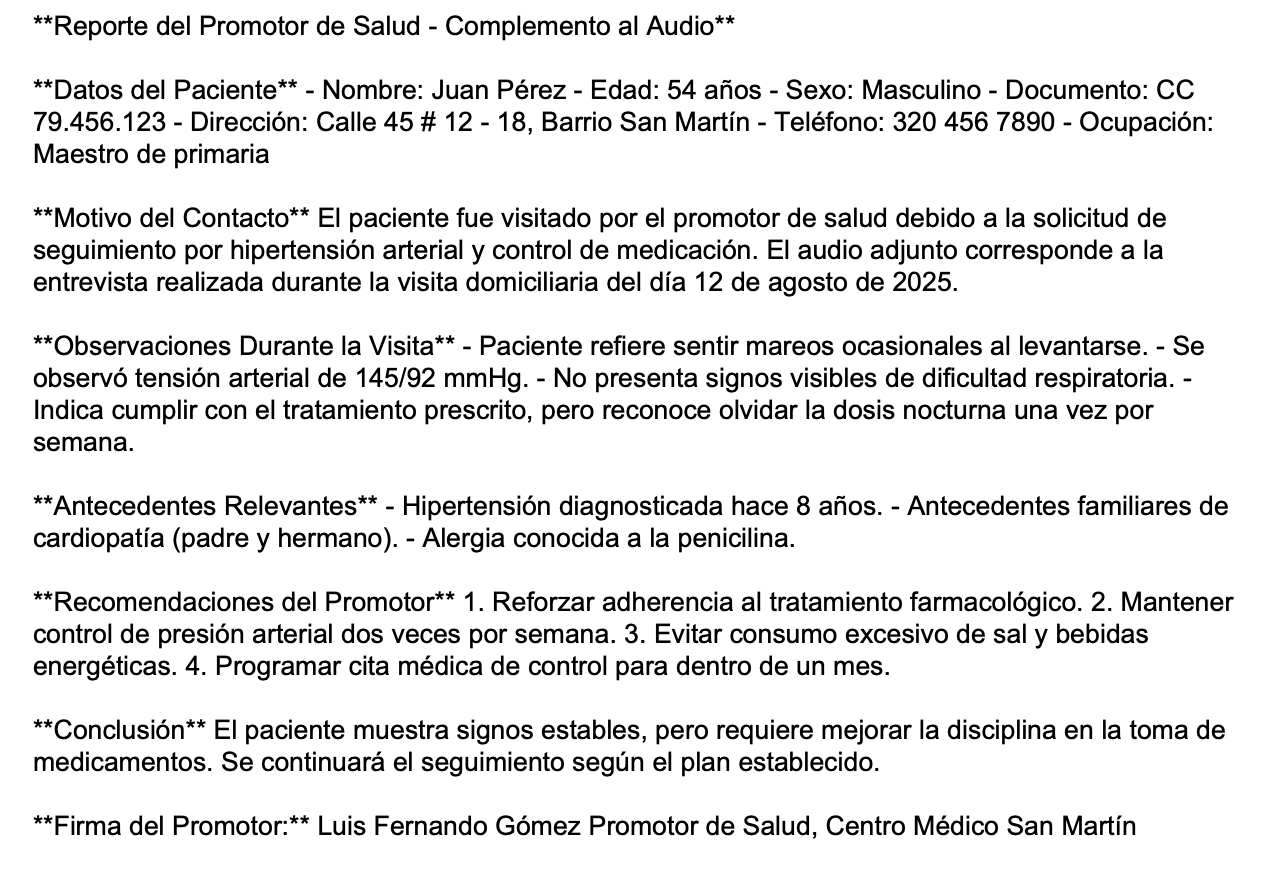 **Reporte del Promotor de Salud - Complemento al Audio**
**Datos del Paciente** - Nombre: Juan Pérez - Edad: 54 años - Sexo: Masculino - Documento: CC
79.456.123 - Dirección: Calle 45 # 12 - 18, Barrio San Martín - Teléfono: 320 456 7890 - Ocupación:
Maestro de primaria
**Motivo del Contacto** El paciente fue visitado por el promotor de salud debido a la solicitud de
seguimiento por hipertensión arterial y control de medicación. El audio adjunto corresponde a la
entrevista realizada durante la visita domiciliaria del día 12 de agosto de 2025.
**Observaciones Durante la Visita** - Paciente refiere sentir mareos ocasionales al levantarse. - Se
observó tensión arterial de 145/92 mmHg. - No presenta signos visibles de dificultad respiratoria. -
Indica cumplir con el tratamiento prescrito, pero reconoce olvidar la dosis nocturna una vez por
semana.
**Antecedentes Relevantes** - Hipertensión diagnosticada hace 8 años. - Antecedentes familiares de
cardiopatía (padre y hermano). - Alergia conocida a la penicilina.
**Recomendaciones del Promotor** 1. Reforzar adherencia al tratamiento farmacológico. 2. Mantener
control de presión arterial dos veces por semana. 3. Evitar consumo excesivo de sal y bebidas
energéticas. 4. Programar cita médica de control para dentro de un mes.
**Conclusión** El paciente muestra signos estables, pero requiere mejorar la disciplina en la toma de
medicamentos. Se continuará el seguimiento según el plan establecido.
**Firma del Promotor:** Luis Fernando Gómez Promotor de Salud, Centro Médico San Martín